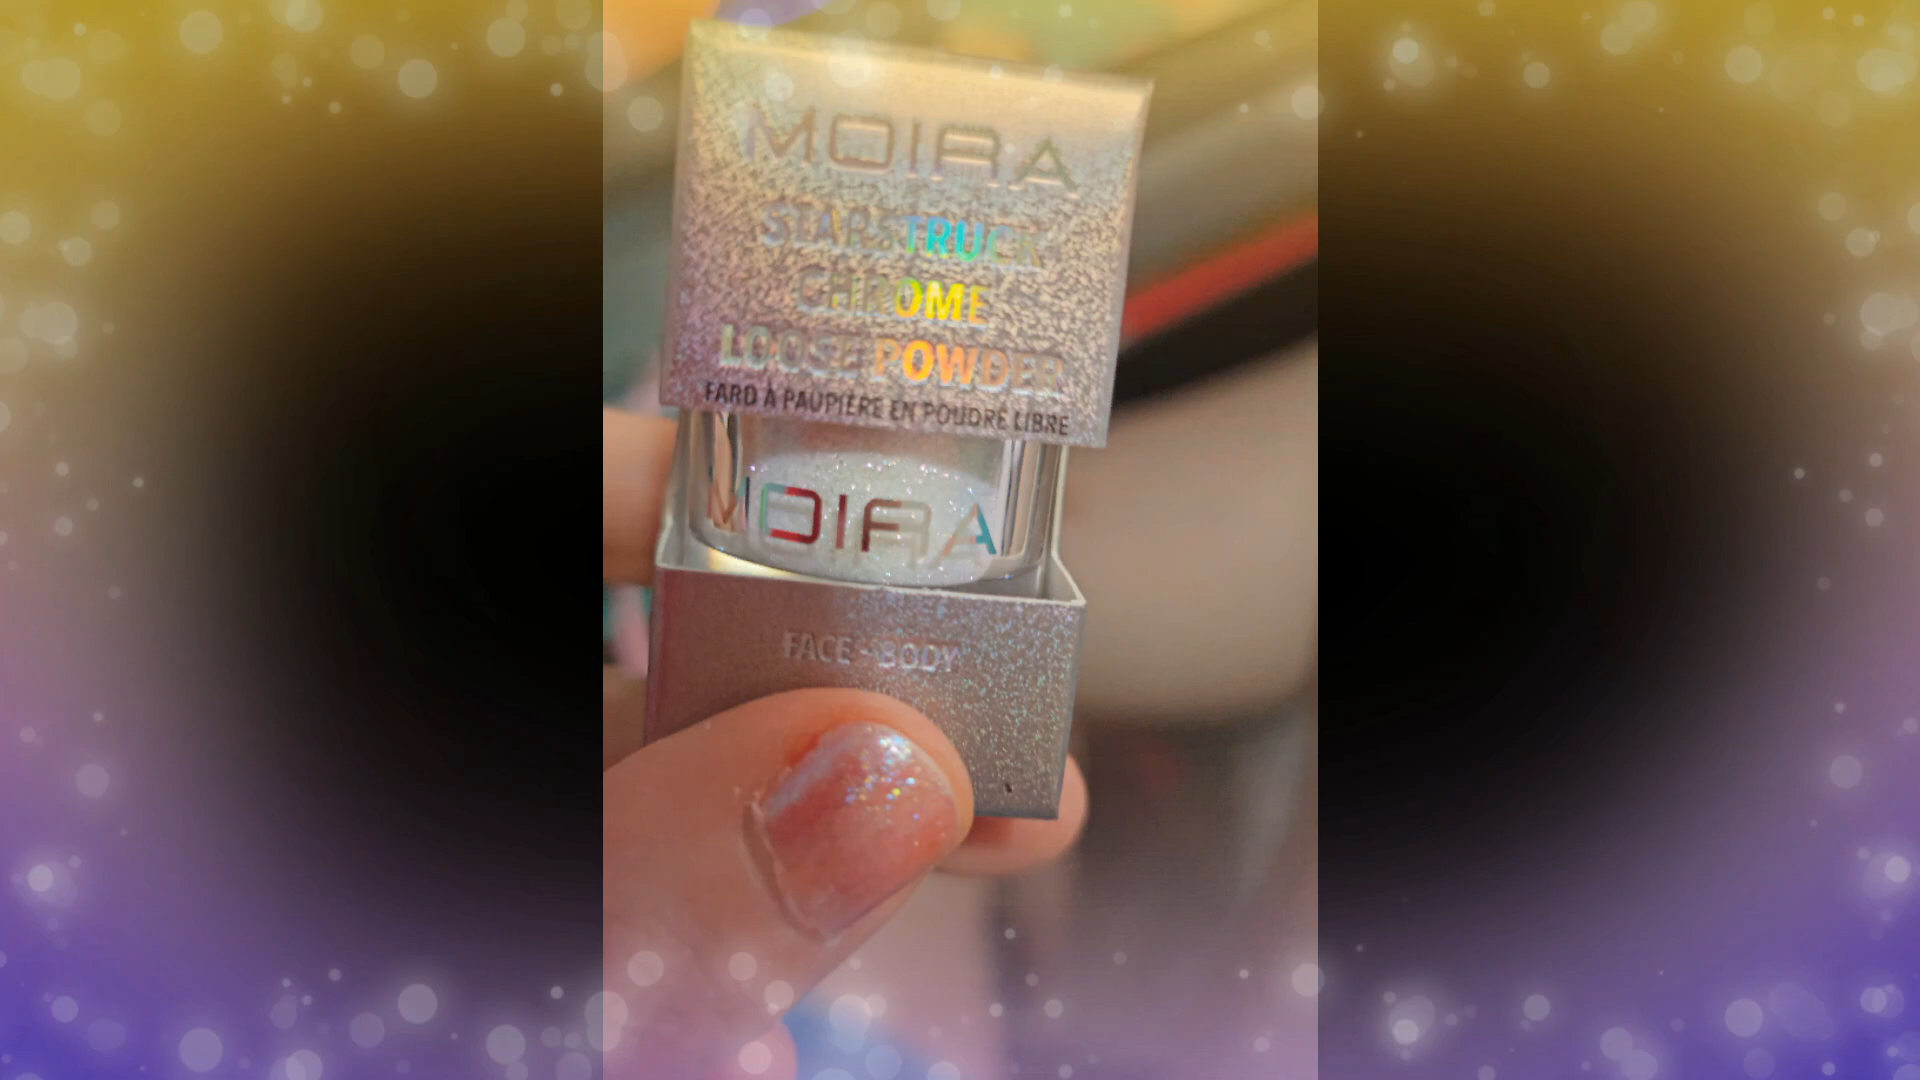 MOIRA
STARSTRUCK
CHROME
LOOSE POWDER
FARD À PAUPIÈRE EN POUDRE LIBRE
MOIRA
FACE - BODY